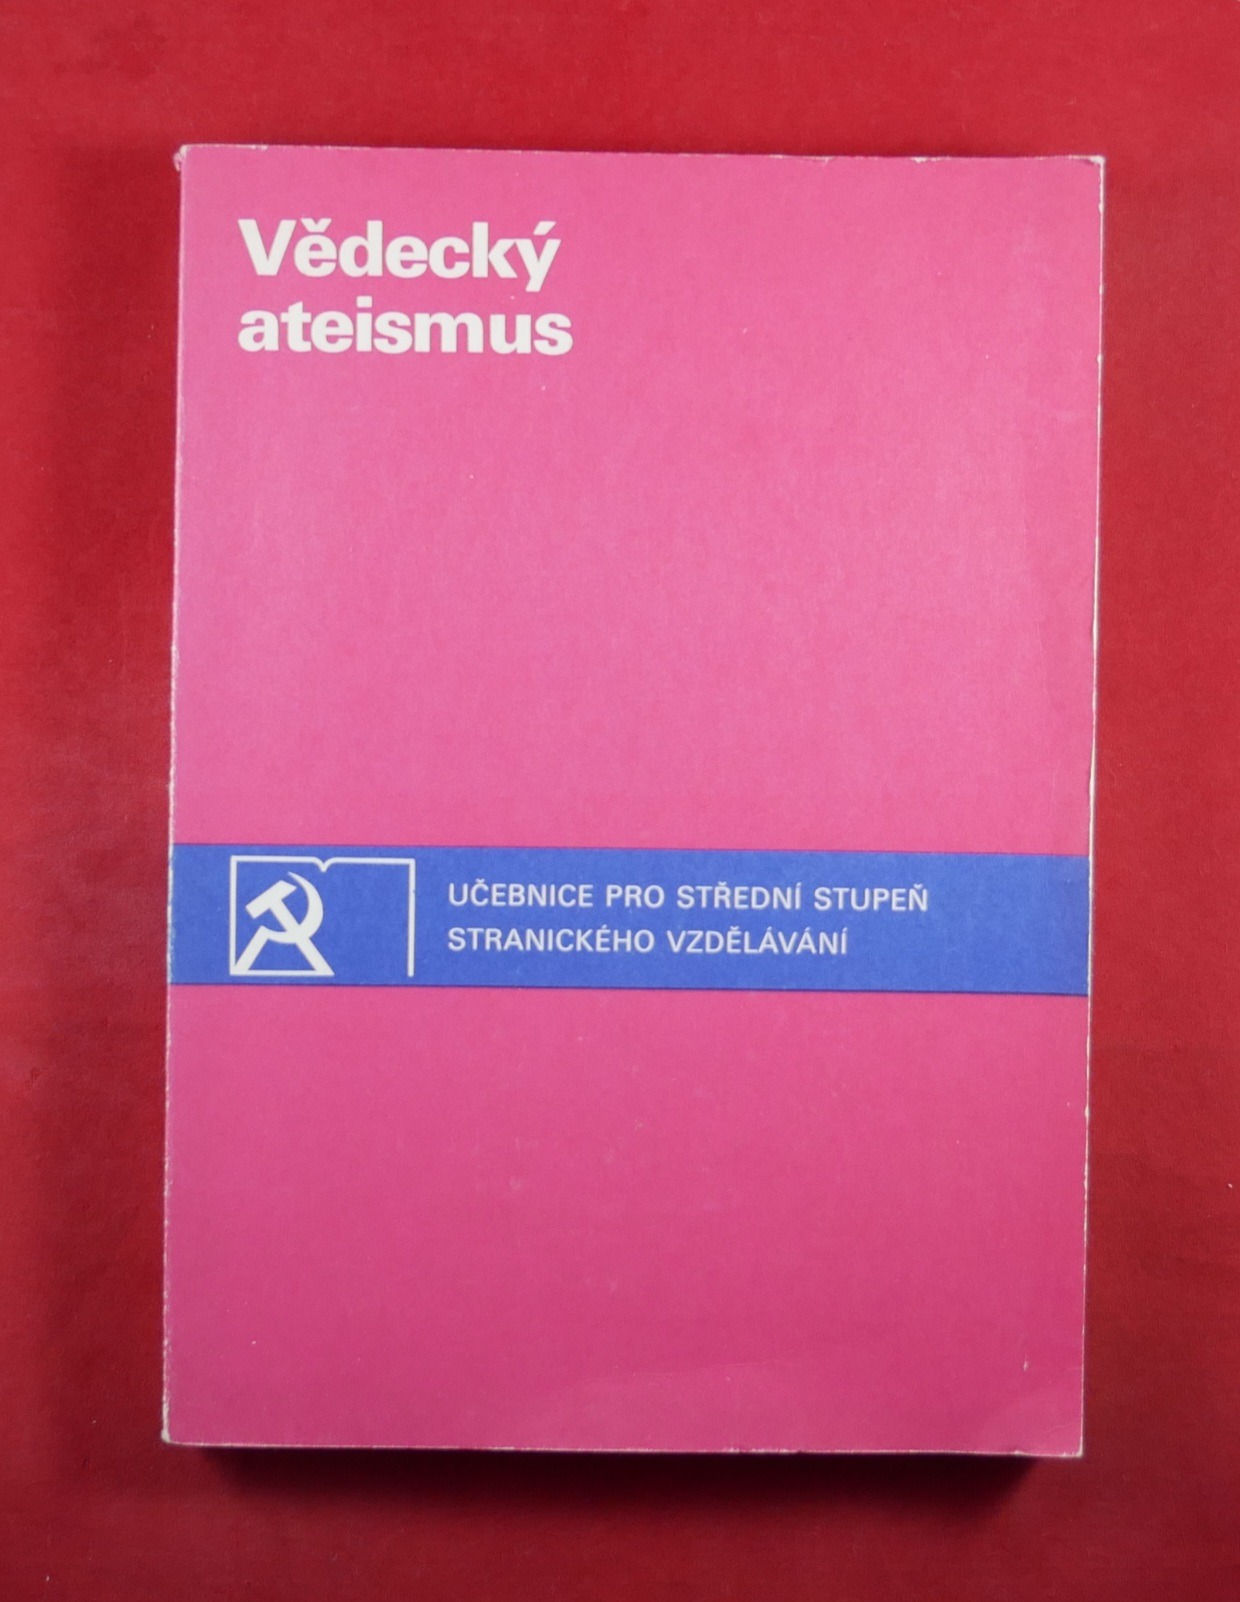 Vědecký
ateismus
UČEBNICE PRO STŘEDNÍ STUPEŇ
STRANICKÉHO VZDĚLÁVÁNÍ